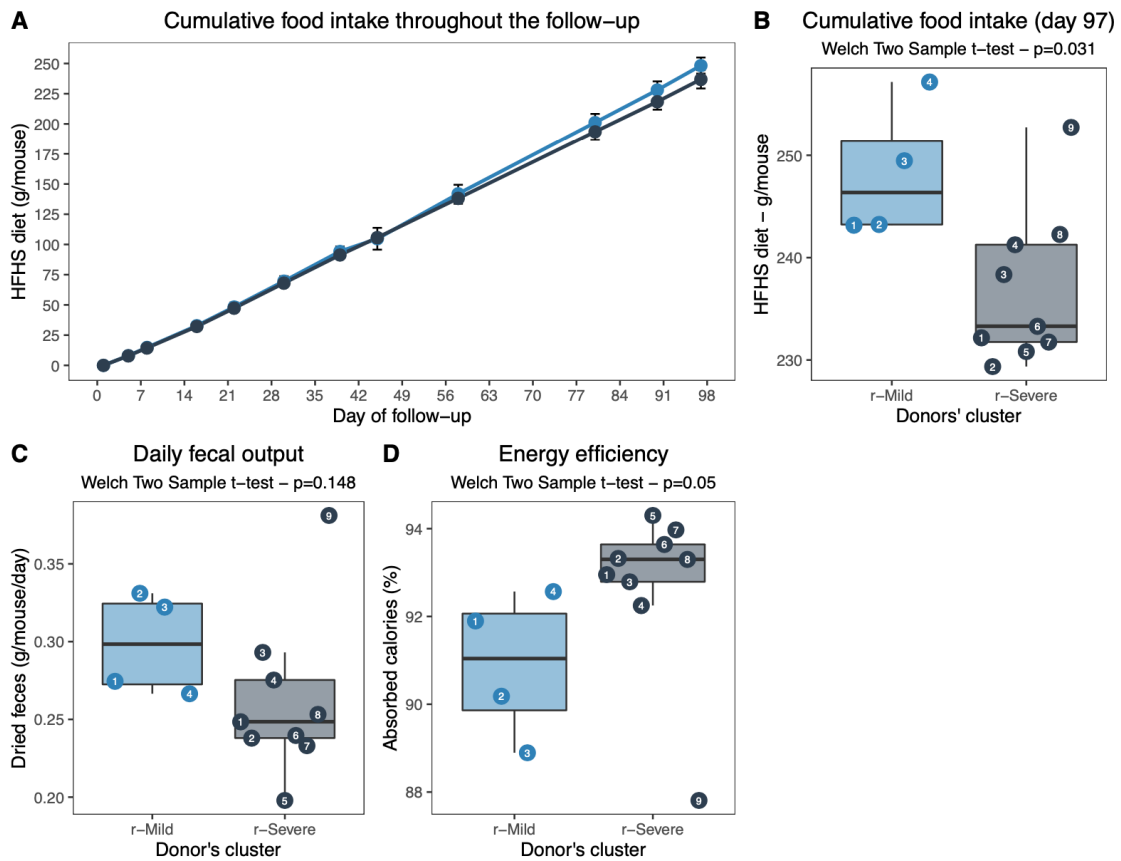 A
Cumulative food intake throughout the follow−up
HFHS diet (g/mouse)
250
225
200
175
150
125
100
75
50
25
0
0 7 14 21 28 35 42 49 56 63 70 77 84 91 98
Day of follow−up
B
Cumulative food intake (day 97)
Welch Two Sample t−test − p=0.031
HFHS diet − g/mouse
250
240
230
4
3
1 2
9
8
4
3
6
1
7
5
2
r−Mild r−Severe
Donors' cluster
C
Daily fecal output
Welch Two Sample t−test − p=0.148
Dried feces (g/mouse/day)
0.35
0.30
0.25
0.20
2
3
1
4
9
3
4
8
1
6
2
7
5
r−Mild r−Severe
Donor's cluster
D
Energy efficiency
Welch Two Sample t−test − p=0.05
Absorbed calories (%)
94
92
90
88
4
1
2
3
5
7
6
2
8
1
3
4
9
r−Mild r−Severe
Donor's cluster